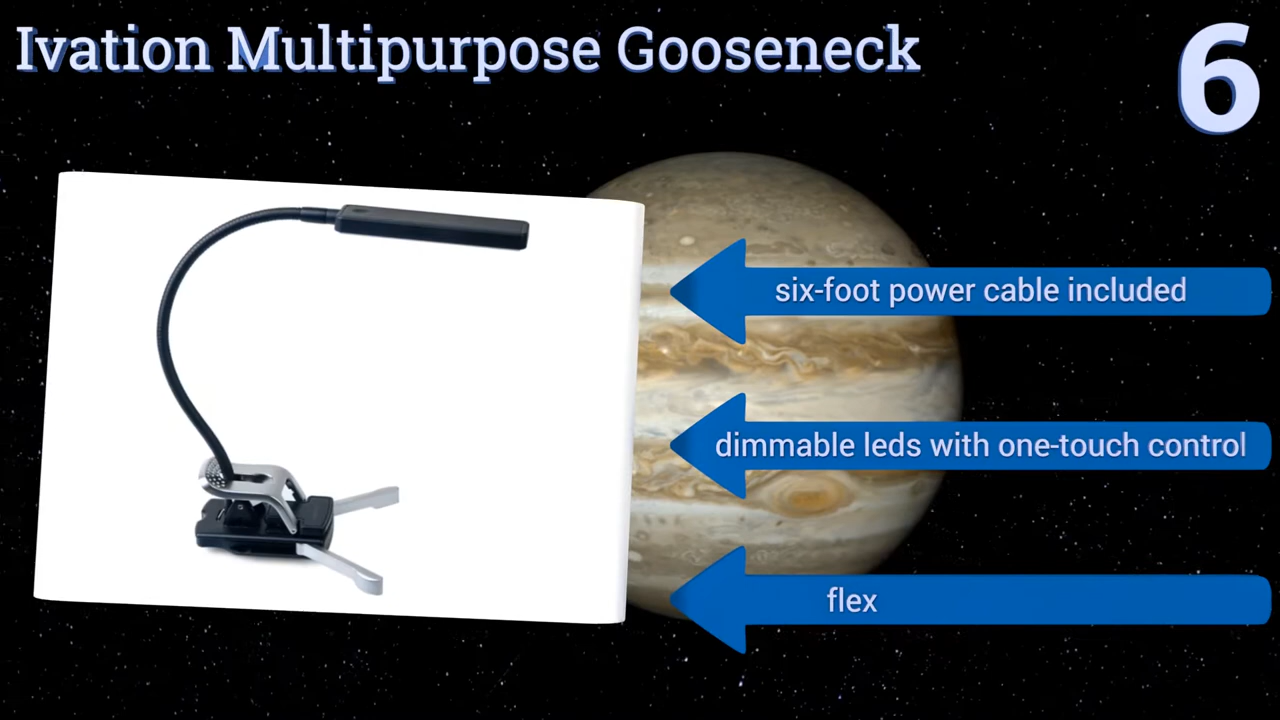 Ivation Multipurpose Gooseneck
6
six-foot power cable included
dimmable leds with one-touch control
flex